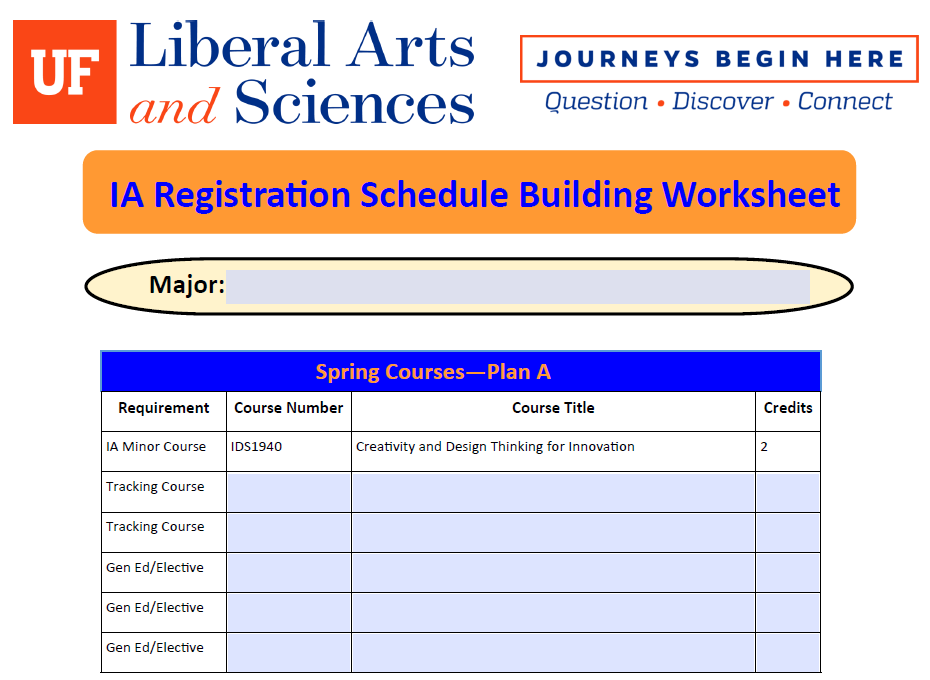 UF Liberal Arts and Sciences
JOURNEYS BEGIN HERE
Question • Discover • Connect
IA Registration Schedule Building Worksheet
Major:
Spring Courses—Plan A
Requirement Course Number Course Title Credits
IA Minor Course IDS1940 Creativity and Design Thinking for Innovation 2
Tracking Course
Tracking Course
Gen Ed/Elective
Gen Ed/Elective
Gen Ed/Elective